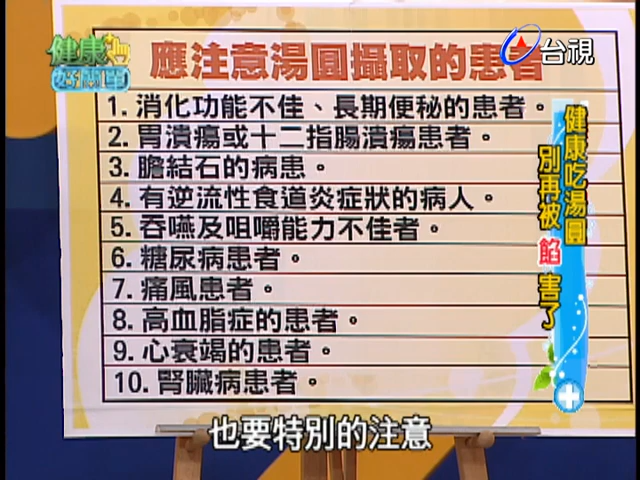 健康
好簡單
台視
應注意湯圓攝取的患者
1. 消化功能不佳、長期便秘的患者。
2. 胃潰瘍或十二指腸潰瘍患者。
3. 膽結石的病患。
4. 有逆流性食道炎症狀的病人。
5. 吞嚥及咀嚼能力不佳者。
6. 糖尿病患者。
7. 痛風患者。
8. 高血脂症的患者。
9. 心衰竭的患者。
10. 腎臟病患者。
健康吃湯圓
別再被餡害了
也要特別的注意